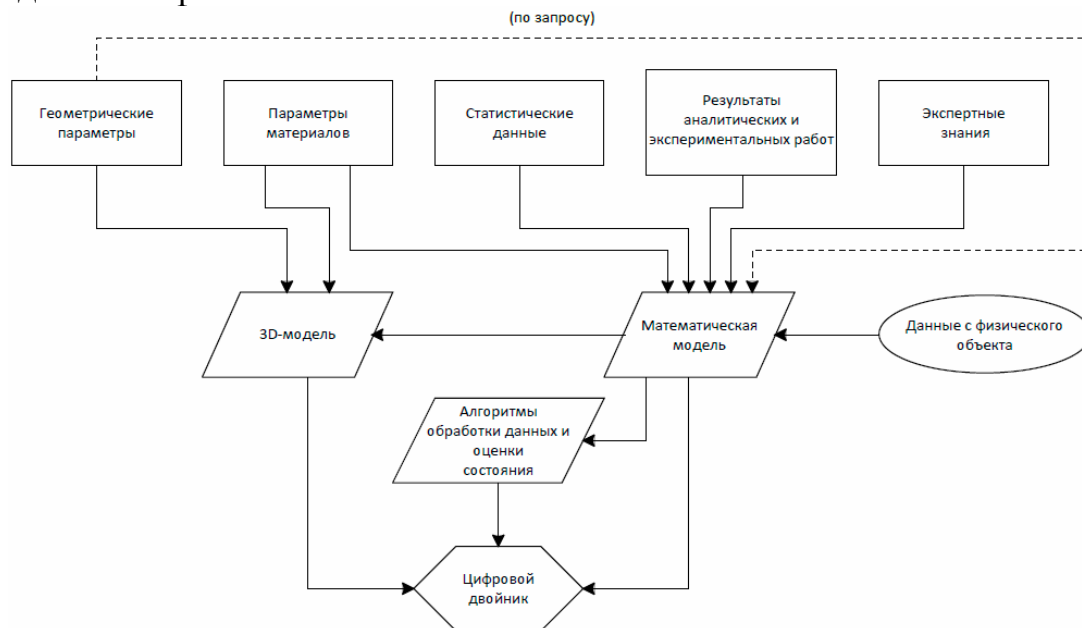 (по запросу)
Геометрические
параметры
Параметры
материалов
Статистические
данные
Результаты
аналитических и
экспериментальных работ
Экспертные
знания
3D-модель
Математическая
модель
Данные с физического
объекта
Алгоритмы
обработки данных и
оценки
состояния
Цифровой
двойник